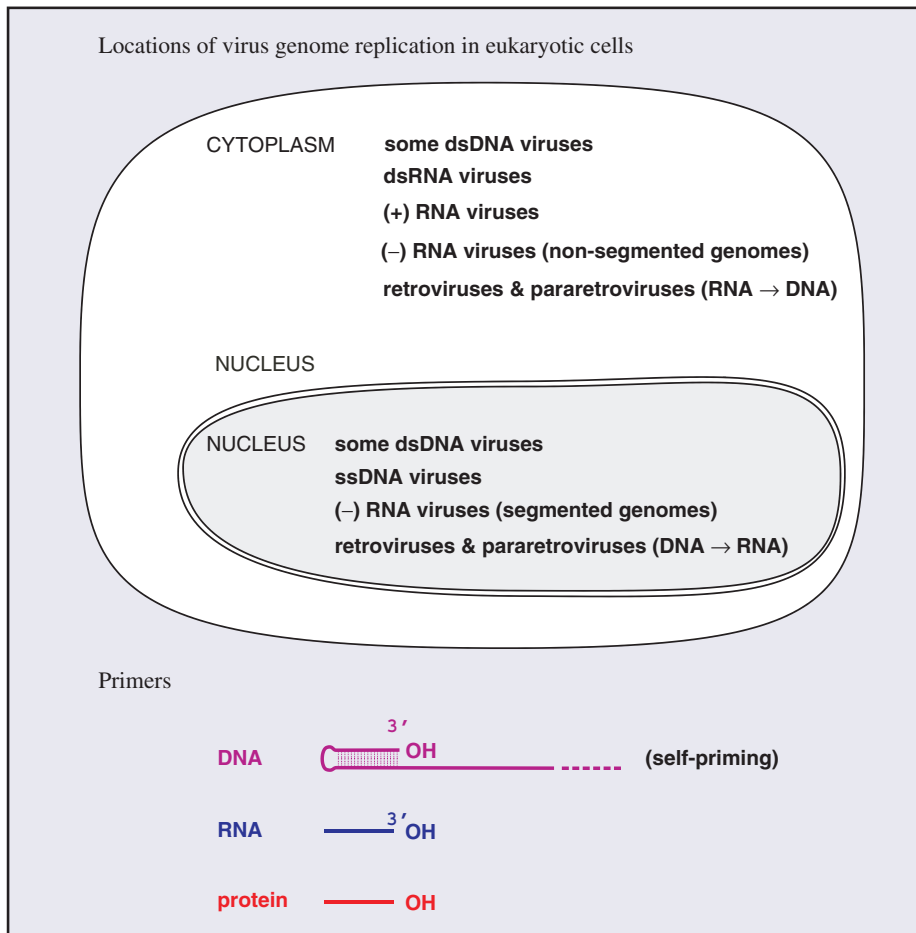 Locations of virus genome replication in eukaryotic cells
CYTOPLASM some dsDNA viruses
dsRNA viruses
(+) RNA viruses
(–) RNA viruses (non-segmented genomes)
retroviruses & pararetroviruses (RNA → DNA)
NUCLEUS
NUCLEUS some dsDNA viruses
ssDNA viruses
(–) RNA viruses (segmented genomes)
retroviruses & pararetroviruses (DNA → RNA)
Primers
3′
DNA OH (self-priming)
RNA 3′OH
protein OH